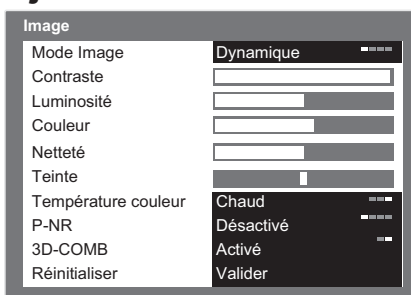 Image
Mode Image Dynamique
Contraste
Luminosité
Couleur
Netteté
Teinte
Température couleur Chaud
P-NR Désactivé
3D-COMB Activé
Réinitialiser Valider